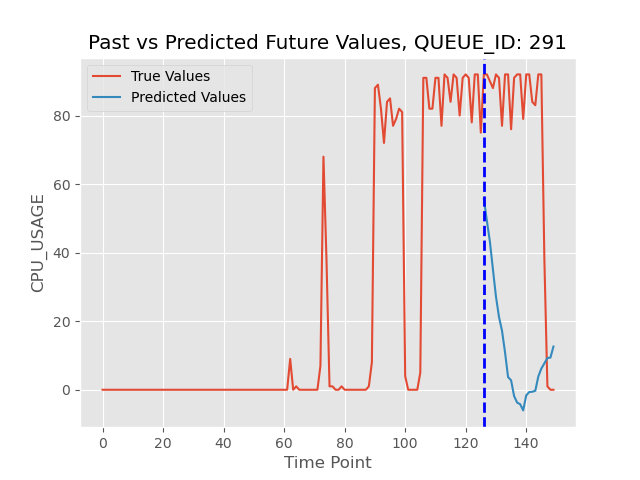 Past vs Predicted Future Values, QUEUE_ID: 291
True Values
Predicted Values
CPU_USAGE
80
60
40
20
0
0 20 40 60 80 100 120 140
Time Point